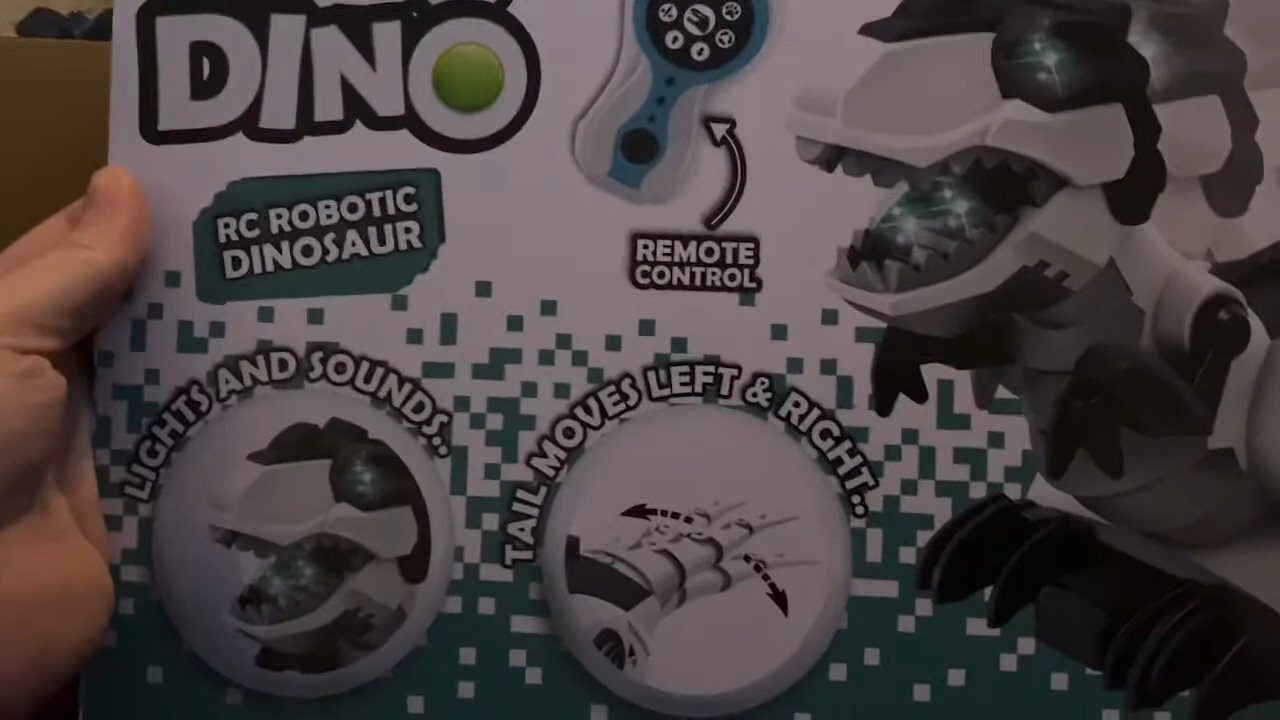 DINO
RC ROBOTIC
DINOSAUR
REMOTE
CONTROL
LIGHTS AND SOUNDS..
TAIL MOVES LEFT & RIGHT..